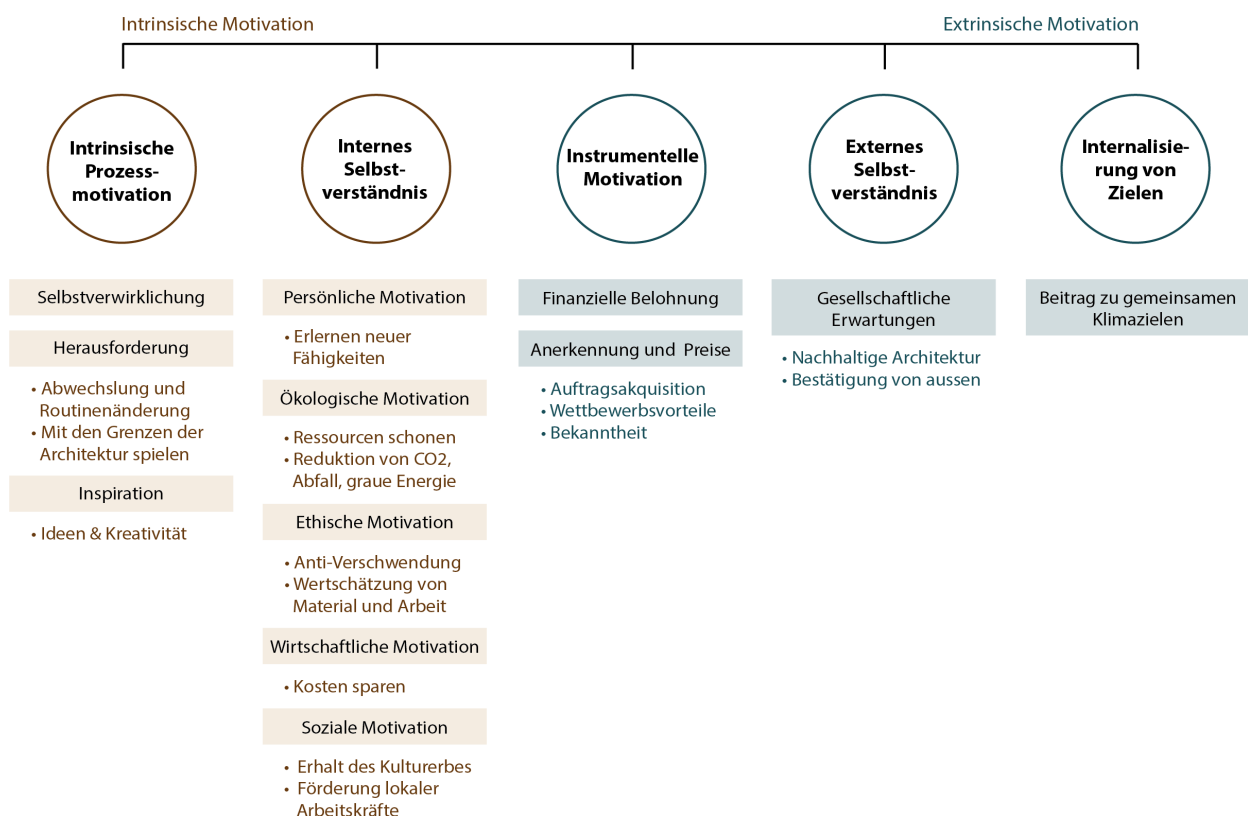 Intrinsische Motivation
Extrinsische Motivation
Intrinsische
Prozess-
motivation
Internes
Selbst-
verständnis
Instrumentelle
Motivation
Externes
Selbst-
verständnis
Internalisie-
rung von
Zielen
Selbstverwirklichung
Herausforderung
• Abwechslung und
Routinenänderung
• Mit den Grenzen der
Architektur spielen
Inspiration
• Ideen & Kreativität
Persönliche Motivation
• Erlernen neuer
Fähigkeiten
Ökologische Motivation
• Ressourcen schonen
• Reduktion von CO2,
Abfall, graue Energie
Ethische Motivation
• Anti-Verschwendung
• Wertschätzung von
Material und Arbeit
Wirtschaftliche Motivation
• Kosten sparen
Soziale Motivation
• Erhalt des Kulturerbes
• Förderung lokaler
Arbeitskräfte
Finanzielle Belohnung
Anerkennung und Preise
• Auftragsakquisition
• Wettbewerbsvorteile
• Bekanntheit
Gesellschaftliche
Erwartungen
• Nachhaltige Architektur
• Bestätigung von aussen
Beitrag zu gemeinsamen
Klimazielen